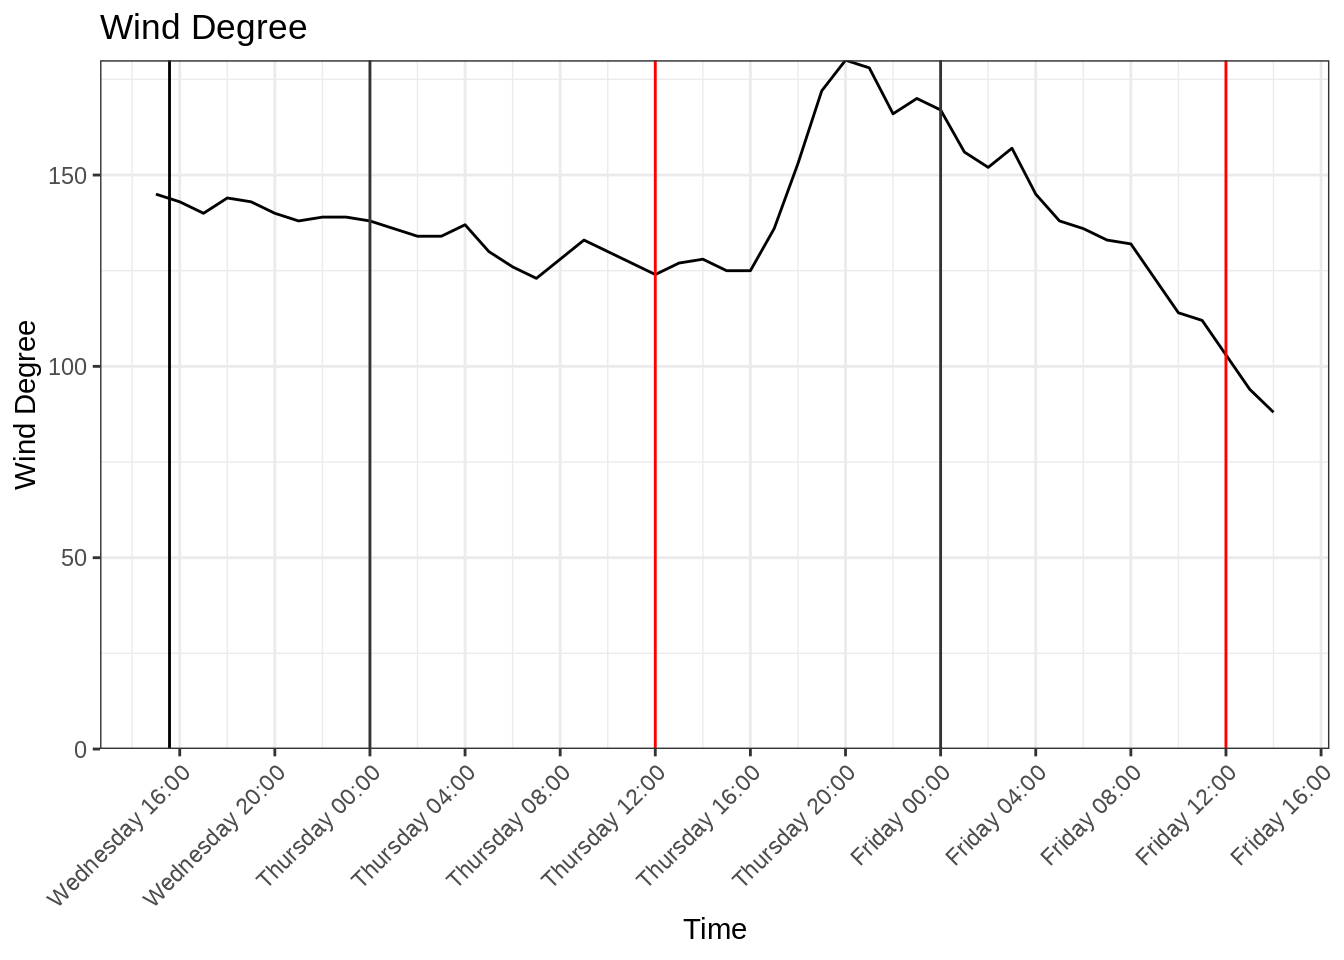 Wind Degree
Wind Degree
150
100
50
0
Wednesday 16:00
Wednesday 20:00
Thursday 00:00
Thursday 04:00
Thursday 08:00
Thursday 12:00
Thursday 16:00
Thursday 20:00
Friday 00:00
Friday 04:00
Friday 08:00
Friday 12:00
Friday 16:00
Time